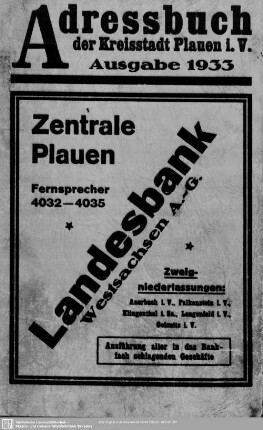 Adressbuch
der Kreisstadt Plauen i. V.
Ausgabe 1933
Zentrale
Plauen
Fernsprecher
4032—4035
Landesbank
Westsachsen A.-G.
Zweig-
niederlassungen:
Auerbach i. V., Falkenstein i. V.,
Klingenthal i. Sa., Lengenfeld i. V.,
Oelsnitz i. V.
Ausführung aller in das Bank-
fach schlagenden Geschäfte